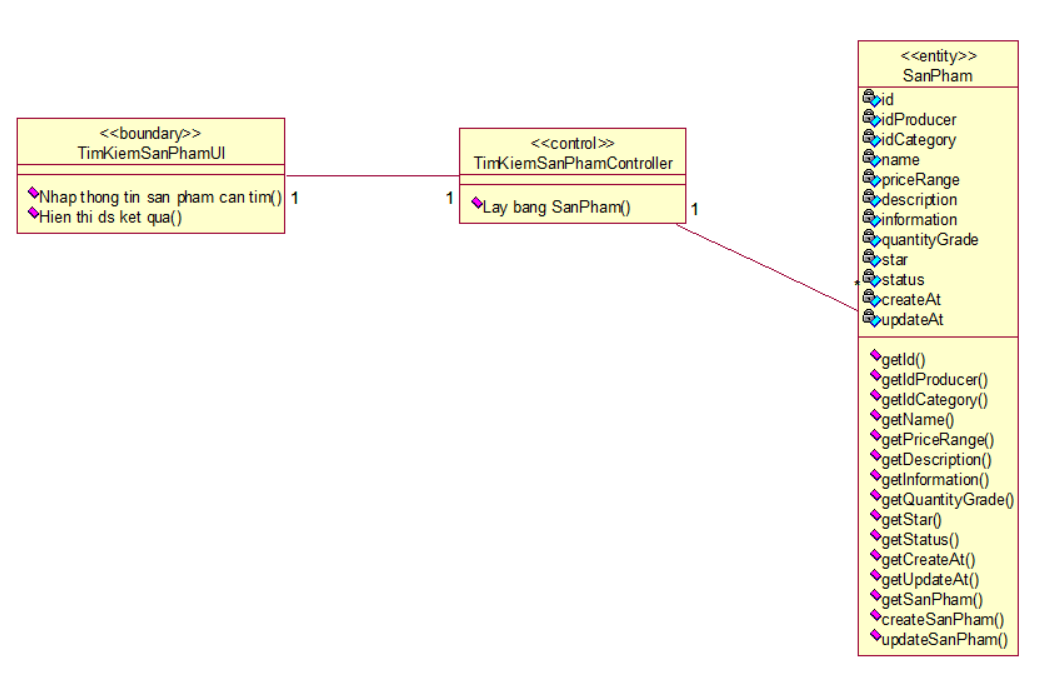 <<boundary>>
TimKiemSanPhamUI
Nhap thong tin san pham can tim()
Hien thi ds ket qua()
1
1
<<control>>
TimKiemSanPhamController
Lay bang SanPham()
1
*
<<entity>>
SanPham
id
idProducer
idCategory
name
priceRange
description
information
quantityGrade
star
status
createAt
updateAt
getId()
getIdProducer()
getIdCategory()
getName()
getPriceRange()
getDescription()
getInformation()
getQuantityGrade()
getStar()
getStatus()
getCreateAt()
getUpdateAt()
getSanPham()
createSanPham()
updateSanPham()